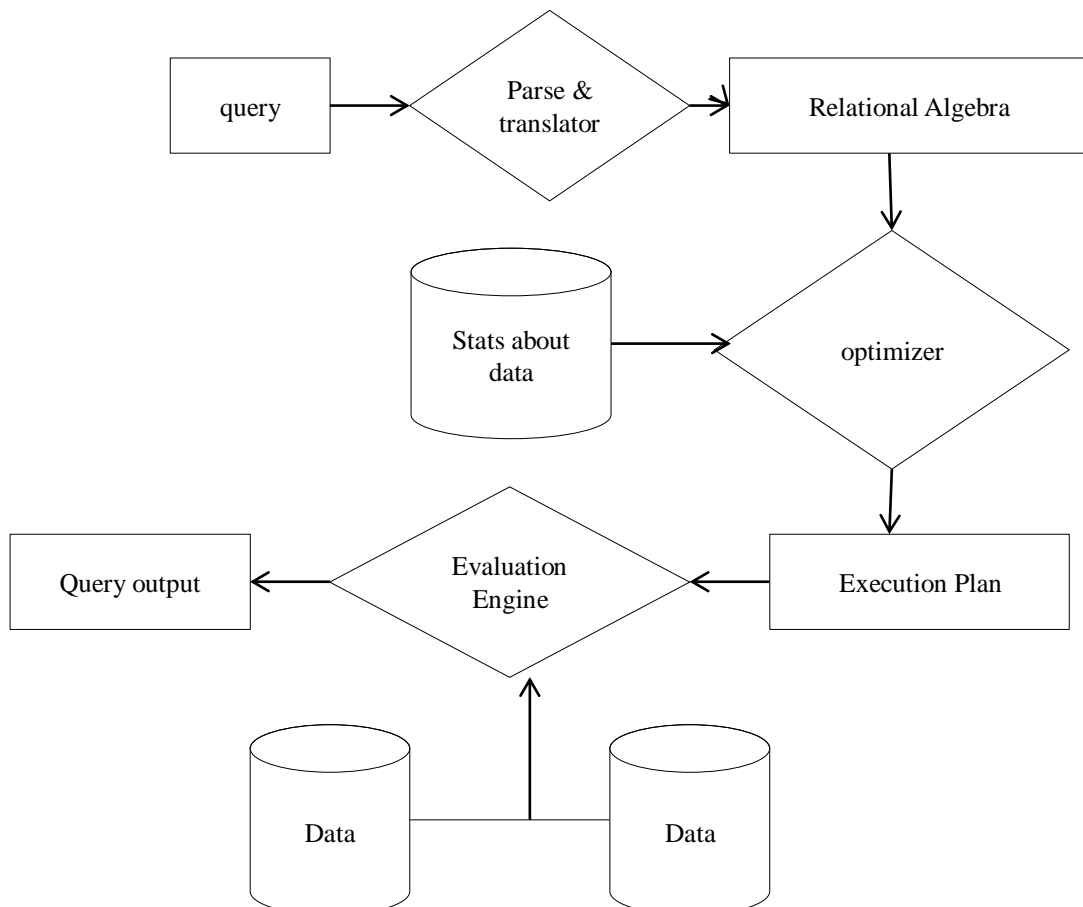 query
Parse &
translator
Relational Algebra
Stats about
data
optimizer
Query output
Evaluation
Engine
Execution Plan
Data
Data